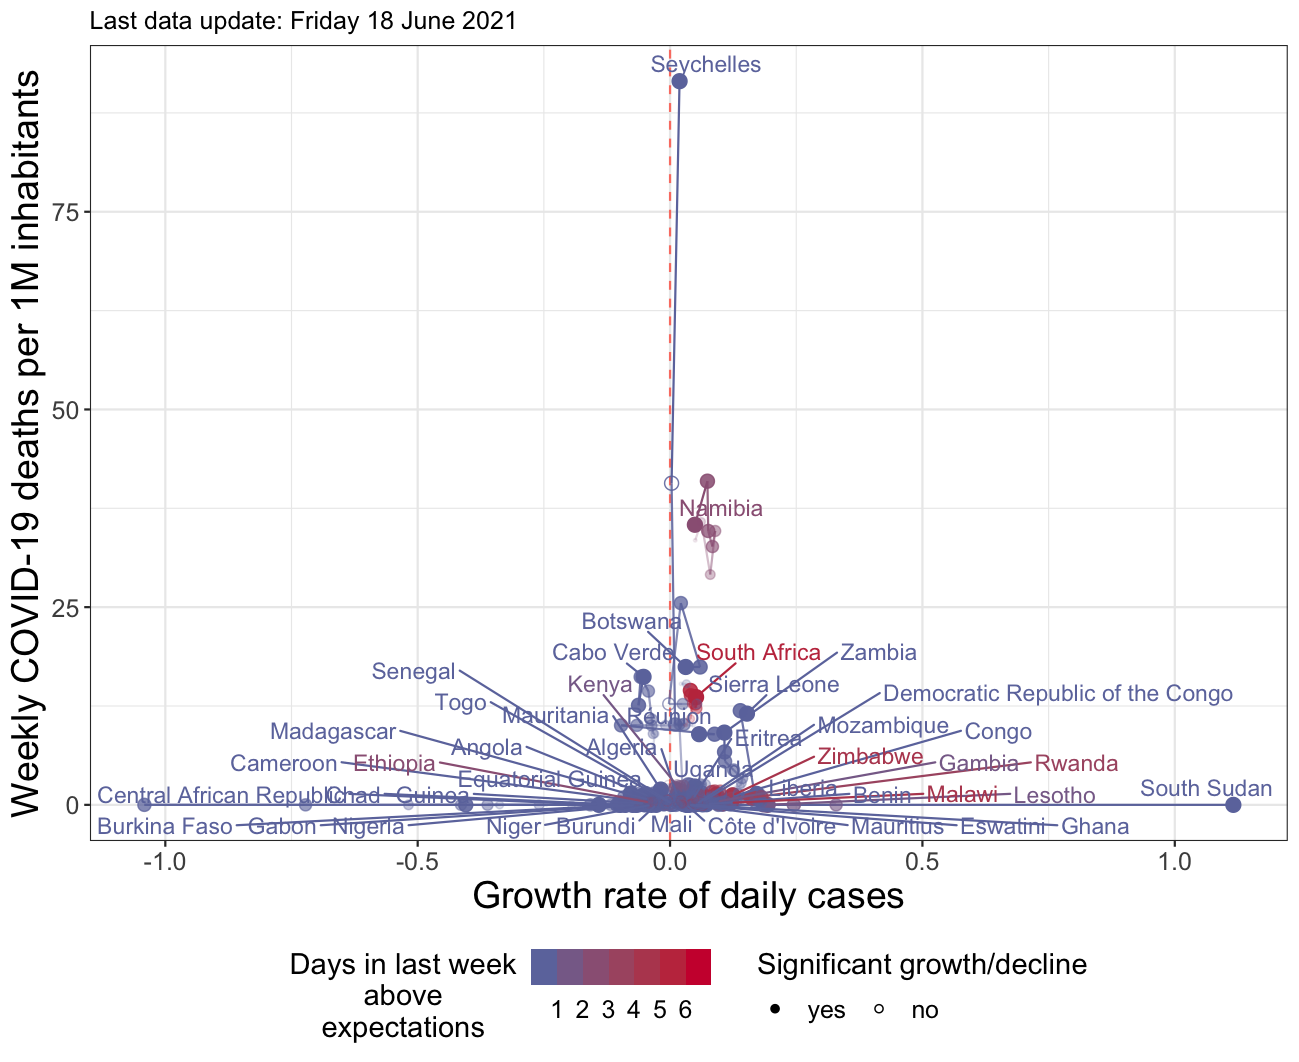 Last data update: Friday 18 June 2021
Weekly COVID-19 deaths per 1M inhabitants
75
50
25
0
Seychelles
Namibia
Botswana
Cabo Verde
South Africa
Zambia
Senegal
Kenya
Sierra Leone
Democratic Republic of the Congo
Togo
Mauritania
Réunion
Madagascar
Angola
Algeria
Eritrea
Mozambique
Congo
Cameroon
Ethiopia
Equatorial Guinea
Uganda
Zimbabwe
Gambia
Rwanda
Central African Republic
Chad
Guinea
Liberia
Benin
Malawi
Lesotho
South Sudan
Burkina Faso
Gabon
Nigeria
Niger
Burundi
Mali
Côte d'Ivoire
Mauritius
Eswatini
Ghana
-1.0 -0.5 0.0 0.5 1.0
Growth rate of daily cases
Days in last week
above
expectations
1 2 3 4 5 6
Significant growth/decline
yes no